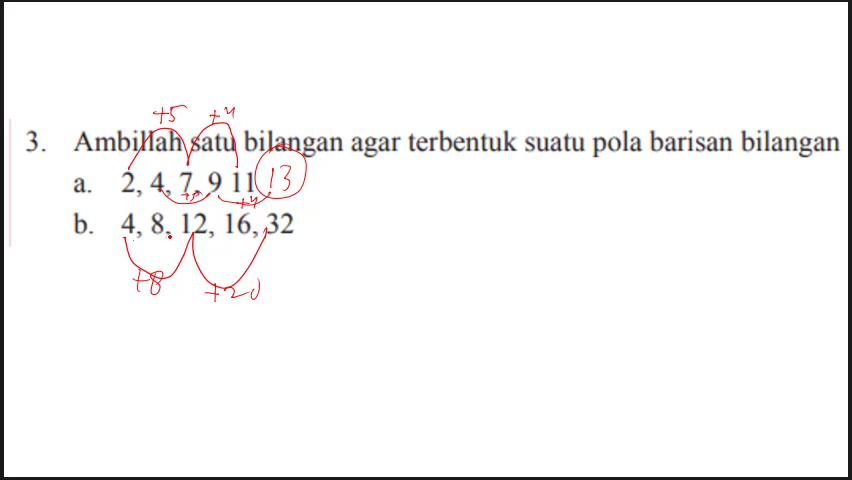 +5 +4
3. Ambillah satu bilangan agar terbentuk suatu pola barisan bilangan
a. 2, 4, 7, 9 11 13
+4
b. 4, 8, 12, 16, 32
+8 +20